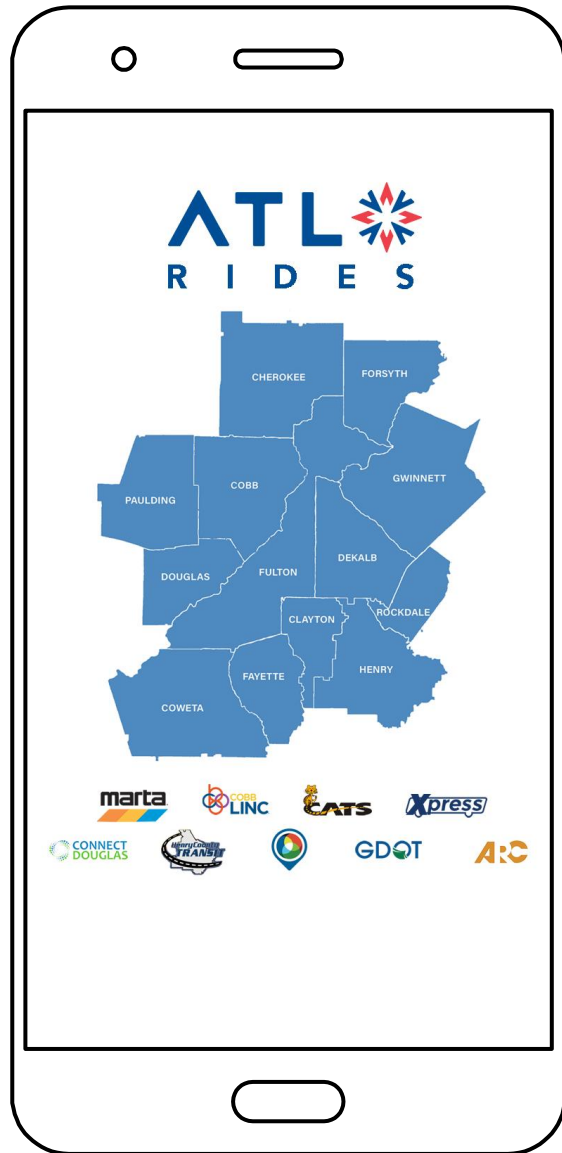 ATL
RIDES
CHEROKEE
FORSYTH
GWINNETT
COBB
PAULDING
DEKALB
FULTON
DOUGLAS
ROCKDALE
CLAYTON
HENRY
FAYETTE
COWETA
marta
COBB
LINC
CATS
Xpress
CONNECT
DOUGLAS
Henry County
TRANSIT
GDOT
ARC